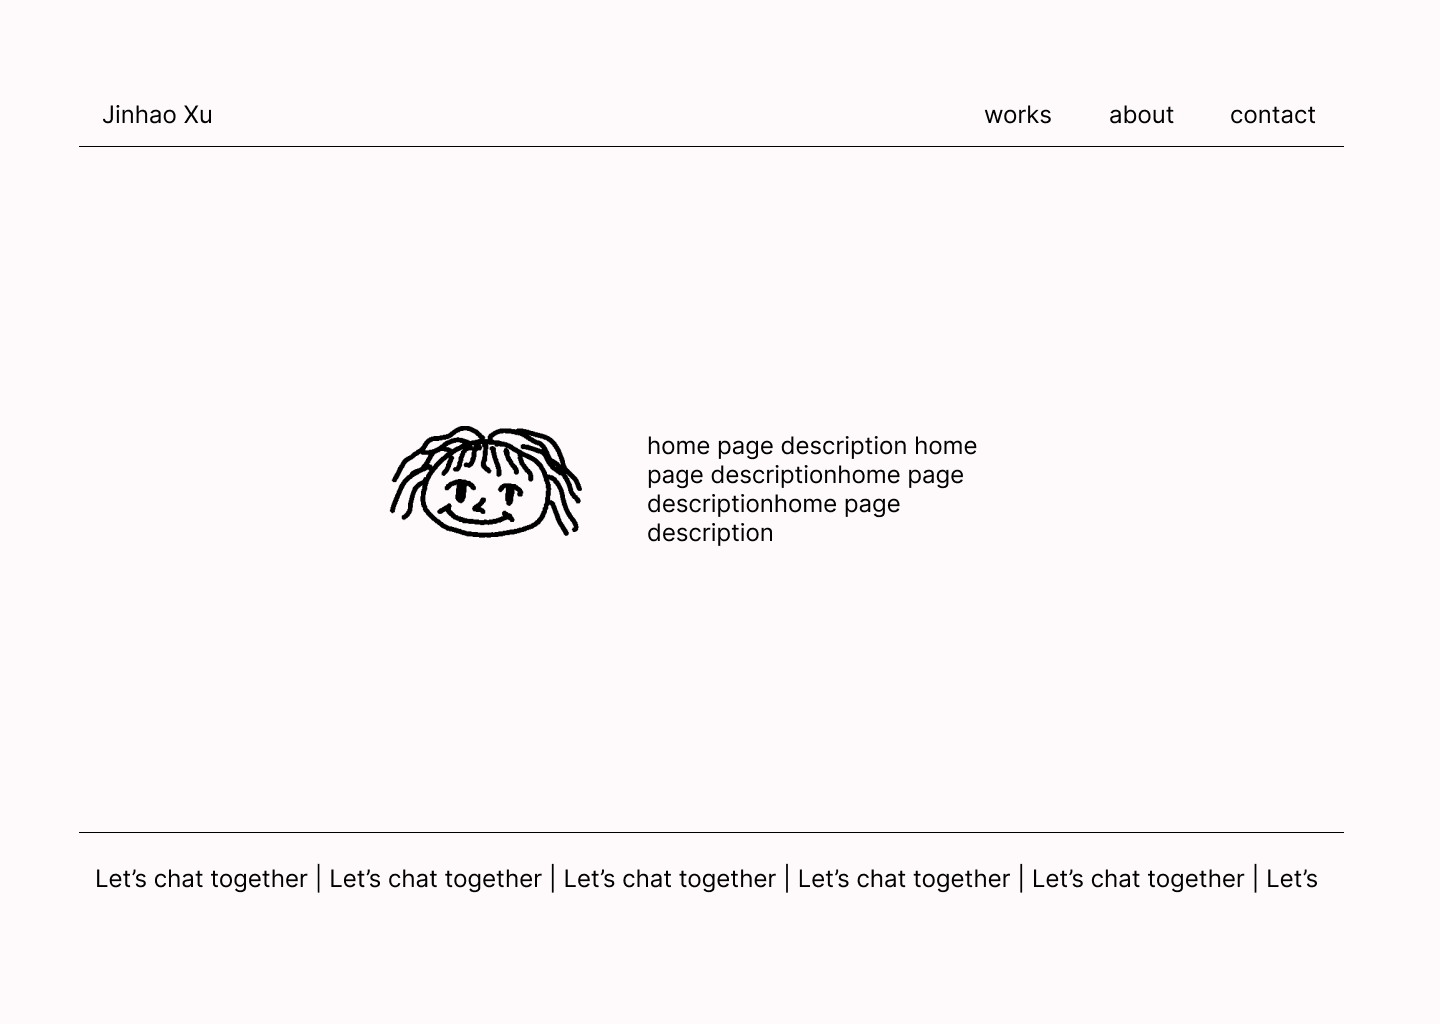 Jinhao Xu works about contact
home page description home
page descriptionhome page
descriptionhome page
description
Let’s chat together | Let’s chat together | Let’s chat together | Let’s chat together | Let’s chat together | Let’s